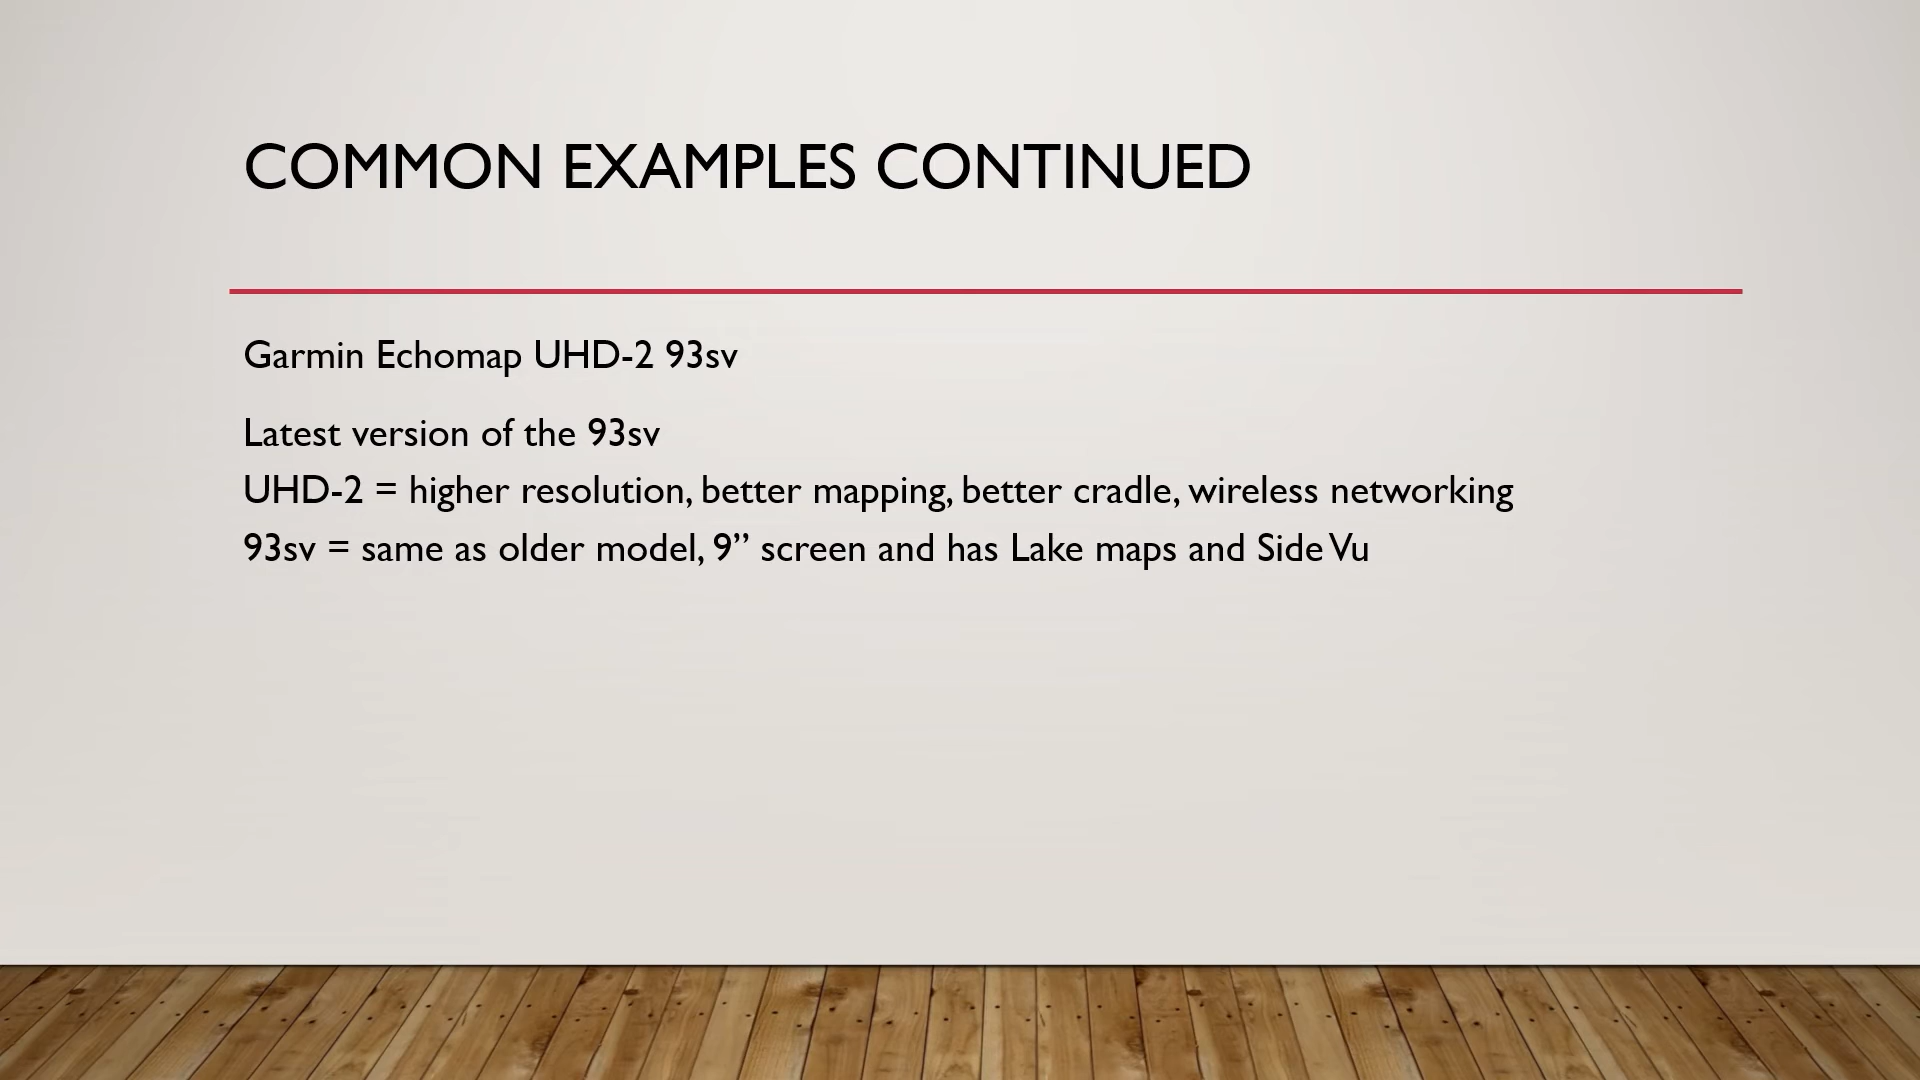 COMMON EXAMPLES CONTINUED
Garmin Echomap UHD-2 93sv
Latest version of the 93sv
UHD-2 = higher resolution, better mapping, better cradle, wireless networking
93sv = same as older model, 9” screen and has Lake maps and Side Vu